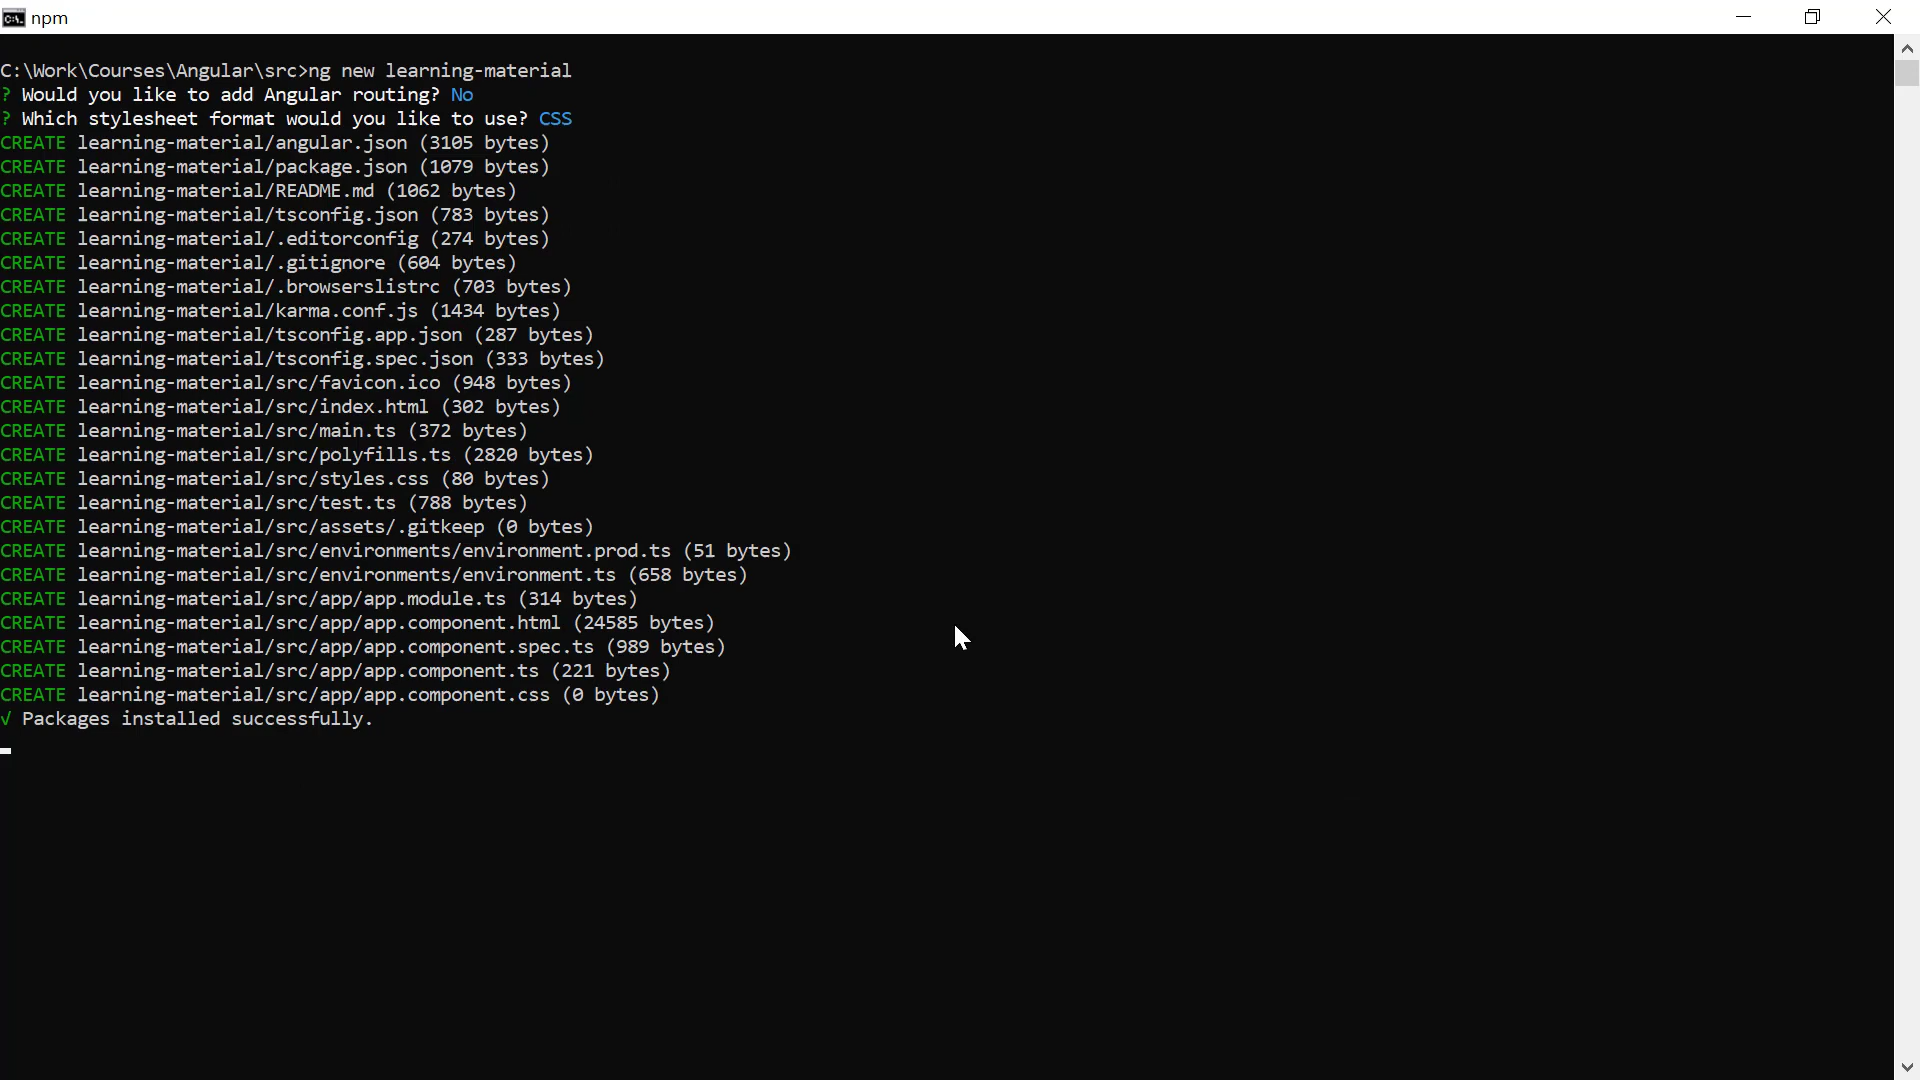 npm
C:\Work\Courses\Angular\src>ng new learning-material
? Would you like to add Angular routing? No
? Which stylesheet format would you like to use? CSS
CREATE learning-material/angular.json (3105 bytes)
CREATE learning-material/package.json (1079 bytes)
CREATE learning-material/README.md (1062 bytes)
CREATE learning-material/tsconfig.json (783 bytes)
CREATE learning-material/.editorconfig (274 bytes)
CREATE learning-material/.gitignore (604 bytes)
CREATE learning-material/.browserslistrc (703 bytes)
CREATE learning-material/karma.conf.js (1434 bytes)
CREATE learning-material/tsconfig.app.json (287 bytes)
CREATE learning-material/tsconfig.spec.json (333 bytes)
CREATE learning-material/src/favicon.ico (948 bytes)
CREATE learning-material/src/index.html (302 bytes)
CREATE learning-material/src/main.ts (372 bytes)
CREATE learning-material/src/polyfills.ts (2820 bytes)
CREATE learning-material/src/styles.css (80 bytes)
CREATE learning-material/src/test.ts (788 bytes)
CREATE learning-material/src/assets/.gitkeep (0 bytes)
CREATE learning-material/src/environments/environment.prod.ts (51 bytes)
CREATE learning-material/src/environments/environment.ts (658 bytes)
CREATE learning-material/src/app/app.module.ts (314 bytes)
CREATE learning-material/src/app/app.component.html (24585 bytes)
CREATE learning-material/src/app/app.component.spec.ts (989 bytes)
CREATE learning-material/src/app/app.component.ts (221 bytes)
CREATE learning-material/src/app/app.component.css (0 bytes)
√ Packages installed successfully.